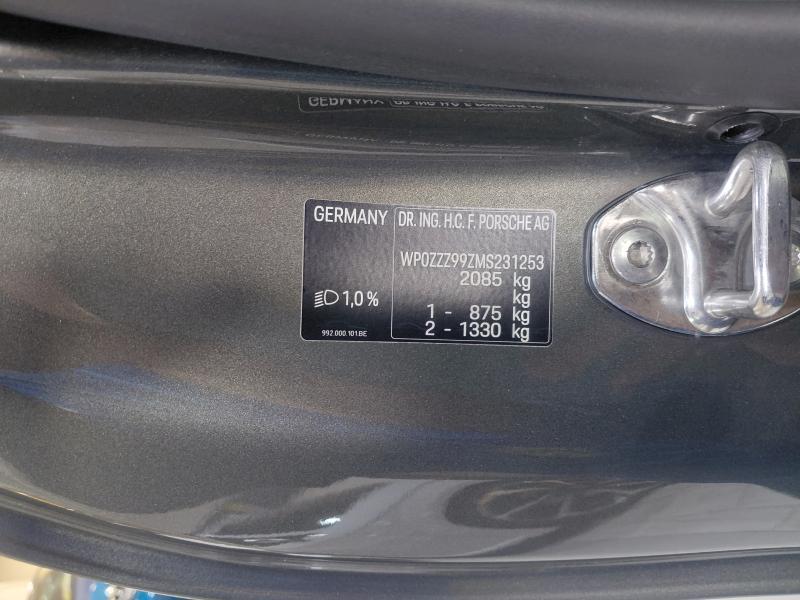 GERMANY
DR. ING. H.C. F. PORSCHE AG
WP0ZZZ99ZMS231253
2085 kg
kg
1,0 %
1 - 875 kg
2 - 1330 kg
992.000.101.BE